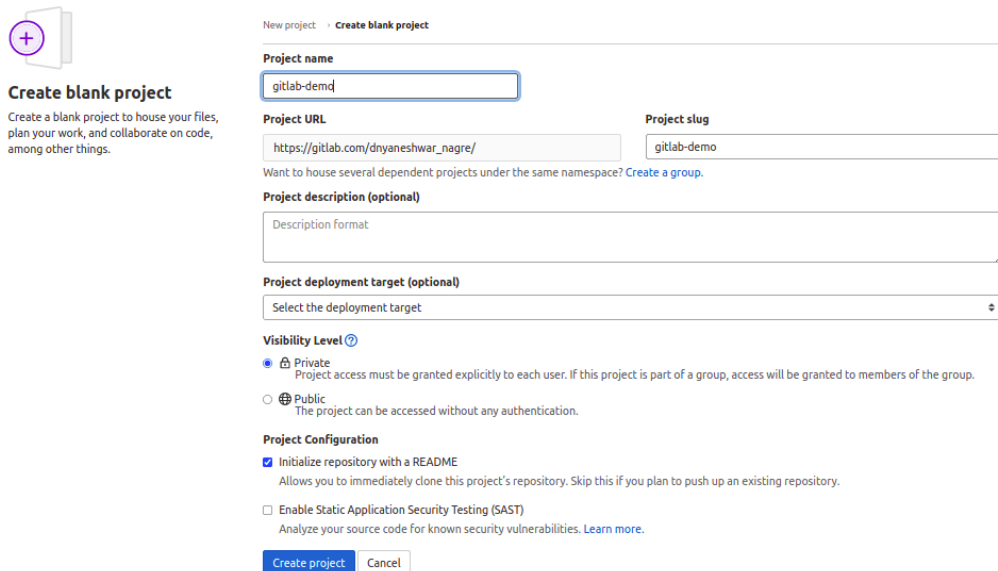 New project › Create blank project
Create blank project
Create a blank project to house your files,
plan your work, and collaborate on code,
among other things.
Project name
gitlab-demo
Project URL
Project slug
https://gitlab.com/dnyaneshwar_nagre/
gitlab-demo
Want to house several dependent projects under the same namespace? Create a group.
Project description (optional)
Description format
Project deployment target (optional)
Select the deployment target
Visibility Level
Private
Project access must be granted explicitly to each user. If this project is part of a group, access will be granted to members of the group.
Public
The project can be accessed without any authentication.
Project Configuration
Initialize repository with a README
Allows you to immediately clone this project's repository. Skip this if you plan to push up an existing repository.
Enable Static Application Security Testing (SAST)
Analyze your source code for known security vulnerabilities. Learn more.
Create project
Cancel